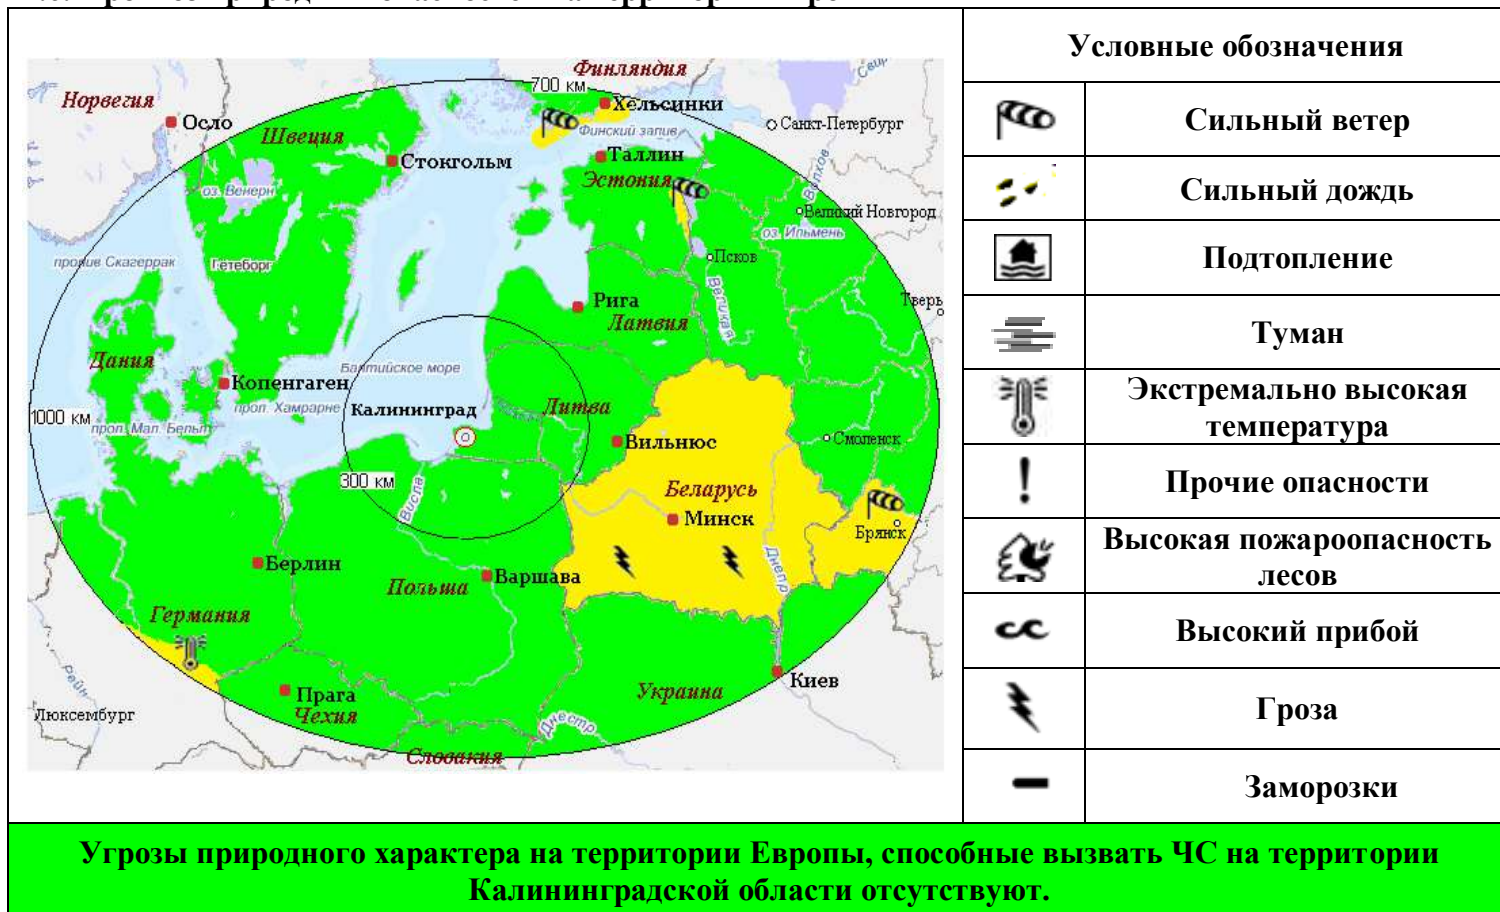 Условные обозначения
Сильный ветер
Сильный дождь
Подтопление
Туман
Экстремально высокая
температура
Прочие опасности
Высокая пожароопасность
лесов
Высокий прибой
Гроза
Заморозки
Финляндия
700 км
Хельсинки
Норвегия
Осло
Швеция
Финский залив
Санкт-Петербург
Стокгольм
Таллин
Эстония
Волхов
оз. Венерн
Великий Новгород
оз. Ильмень
Псков
пролив Скагеррак
Гетеборг
Великая
Тверь
Рига
Латвия
Дания
Балтийское море
Копенгаген
прол. Хамрарне
Калининград
Литва
1000 км
прол. Мал. Бельт
Вильнюс
Смоленск
300 км
Висла
Беларусь
Минск
Брянск
Днепр
Берлин
Польша
Варшава
Германия
Рейн
Прага
Чехия
Украина
Киев
Люксембург
Днестр
Словакия
Угрозы природного характера на территории Европы, способные вызвать ЧС на территории
Калининградской области отсутствуют.